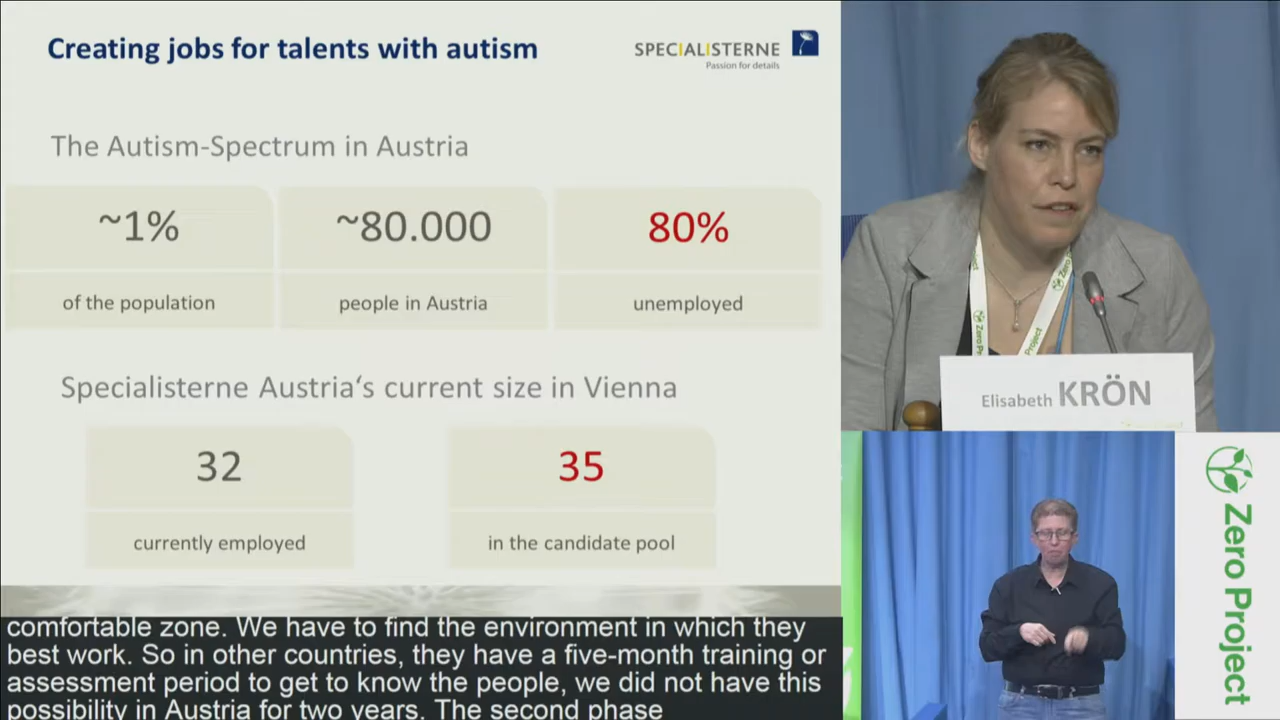 Creating jobs for talents with autism
SPECIALISTERNE
Passion for details
The Autism-Spectrum in Austria
~1%
of the population
~80.000
people in Austria
80%
unemployed
Specialisterne Austria‘s current size in Vienna
32
currently employed
35
in the candidate pool
comfortable zone. We have to find the environment in which they
best work. So in other countries, they have a five-month training or
assessment period to get to know the people, we did not have this
possibility in Austria for two years. The second phase
Zero Project
Elisabeth KRÖN
Zero Project